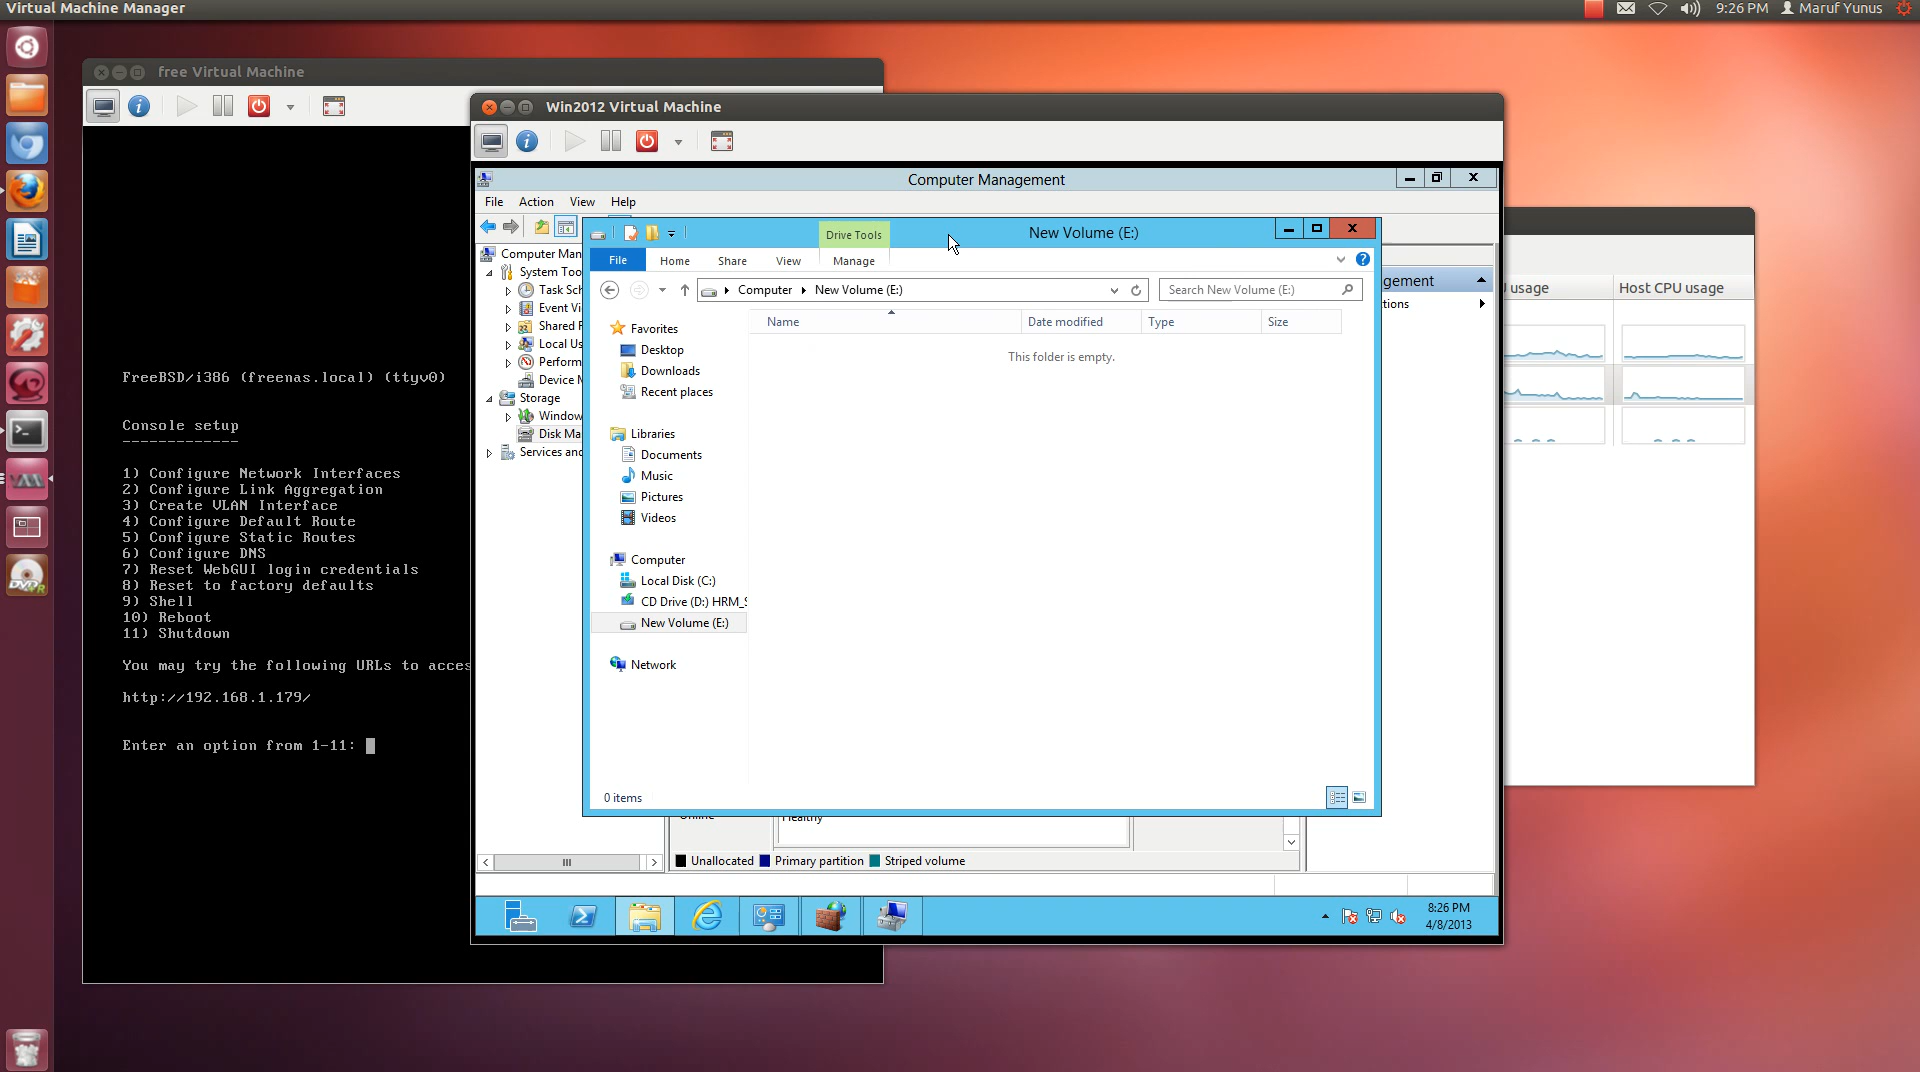 Virtual Machine Manager
9:26 PM
Maruf Yunus
free Virtual Machine
FreeBSD/i386 (freenas.local) (ttyv0)
Console setup
-------------
1) Configure Network Interfaces
2) Configure Link Aggregation
3) Create VLAN Interface
4) Configure Default Route
5) Configure Static Routes
6) Configure DNS
7) Reset WebGUI login credentials
8) Reset to factory defaults
9) Shell
10) Reboot
11) Shutdown
You may try the following URLs to acces
http://192.168.1.179/
Enter an option from 1-11:
Win2012 Virtual Machine
Computer Management
File Action View Help
Computer Man
System Too
Task Sch
Event Vi
Shared F
Local Us
Perform
Device M
Storage
Window
Disk Ma
Services and
Drive Tools
New Volume (E:)
File Home Share View Manage
Computer New Volume (E:)
Search New Volume (E:)
Name Date modified Type Size
This folder is empty.
Favorites
Desktop
Downloads
Recent places
Libraries
Documents
Music
Pictures
Videos
Computer
Local Disk (C:)
CD Drive (D:) HRM_S
New Volume (E:)
Network
0 items
Healthy
Unallocated Primary partition Striped volume
gement
tions
8:26 PM
4/8/2013
usage
Host CPU usage
DVD